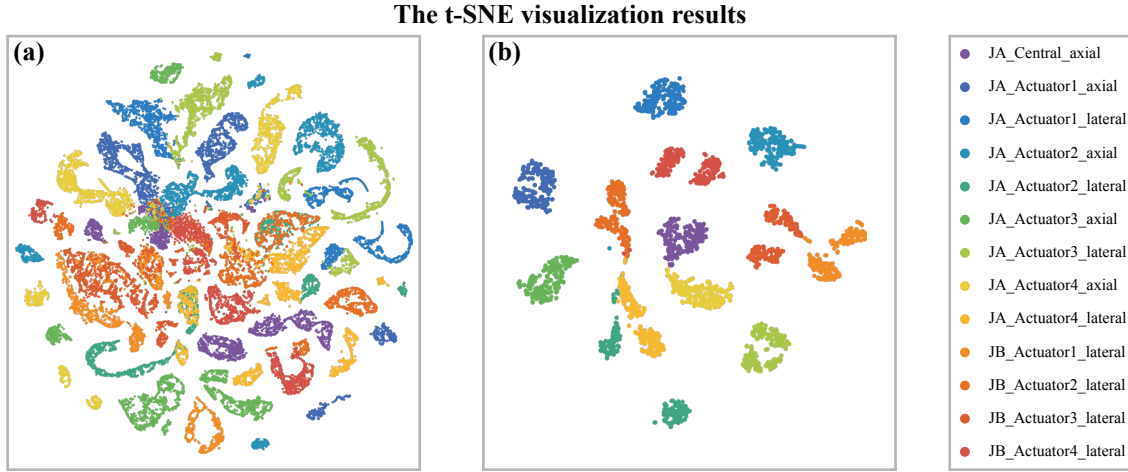 The t-SNE visualization results
(a)
(b)
JA_Central_axial
JA_Actuator1_axial
JA_Actuator1_lateral
JA_Actuator2_axial
JA_Actuator2_lateral
JA_Actuator3_axial
JA_Actuator3_lateral
JA_Actuator4_axial
JA_Actuator4_lateral
JB_Actuator1_lateral
JB_Actuator2_lateral
JB_Actuator3_lateral
JB_Actuator4_lateral